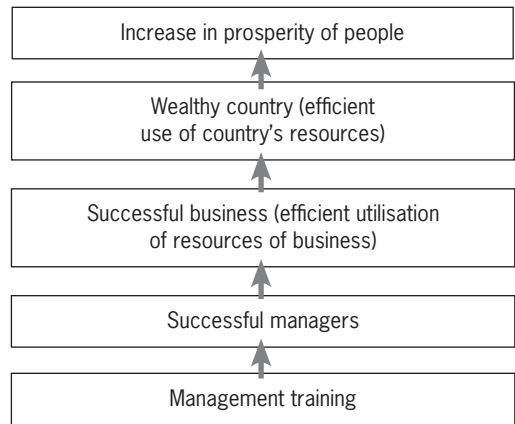 Increase in prosperity of people
Wealthy country (efficient
use of country’s resources)
Successful business (efficient utilisation
of resources of business)
Successful managers
Management training